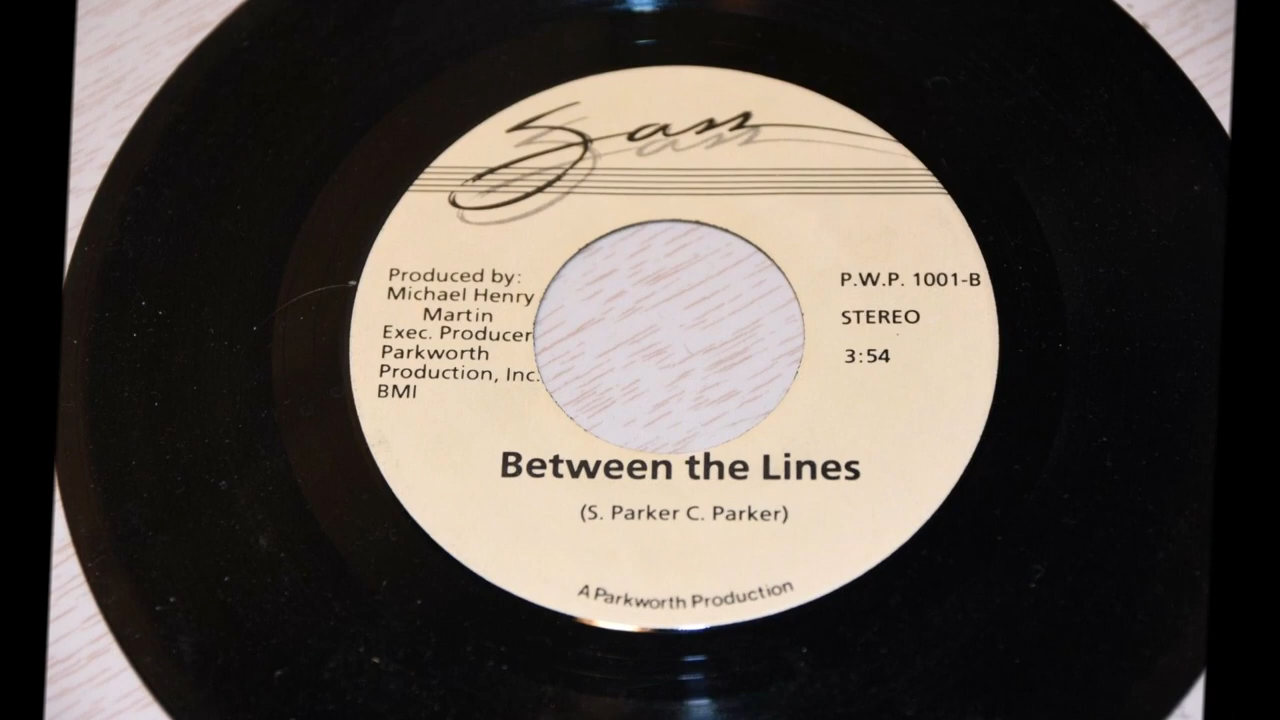 Sass
Produced by:
Michael Henry
Martin
Exec. Producer
Parkworth
Production, Inc.
BMI
P.W.P. 1001-B
STEREO
3:54
Between the Lines
(S. Parker C. Parker)
A Parkworth Production